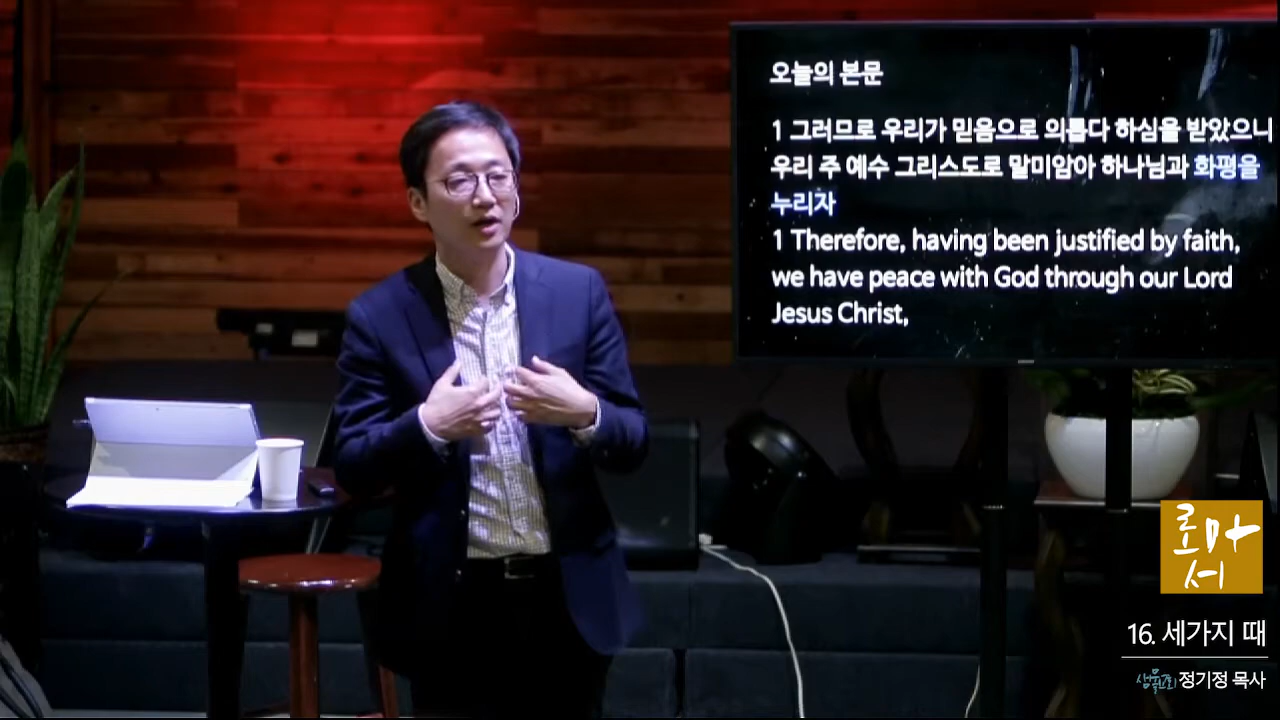 오늘의 본문
1 그러므로 우리가 믿음으로 의롭다 하심을 받았으니
우리 주 예수 그리스도로 말미암아 하나님과 화평을
누리자
1 Therefore, having been justified by faith,
we have peace with God through our Lord
Jesus Christ,
로마
서
16. 세가지 때
샘물교회 정기정 목사